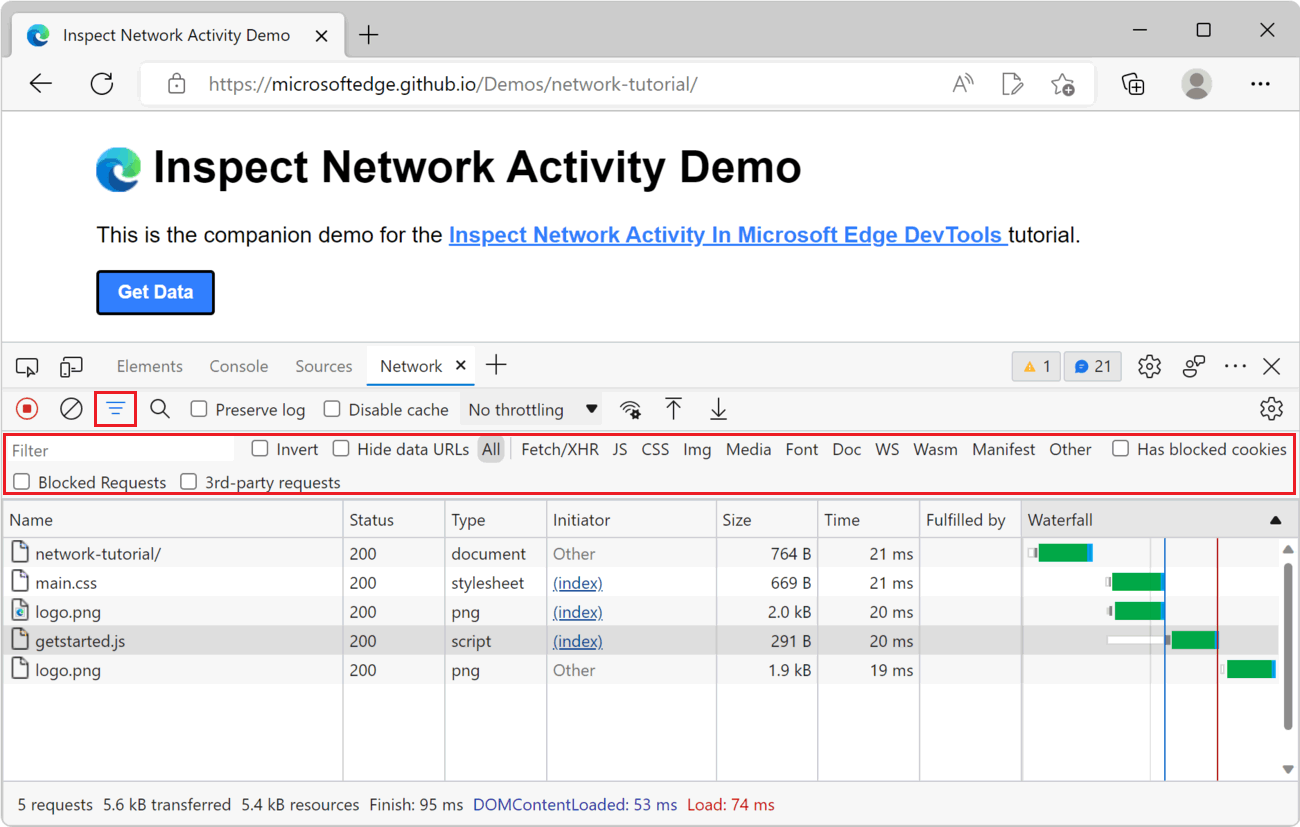 Inspect Network Activity Demo
https://microsoftedge.github.io/Demos/network-tutorial/
Inspect Network Activity Demo
This is the companion demo for the Inspect Network Activity In Microsoft Edge DevTools tutorial.
Get Data
Elements Console Sources Network 1 21
Preserve log Disable cache No throttling
Filter Invert Hide data URLs All Fetch/XHR JS CSS Img Media Font Doc WS Wasm Manifest Other Has blocked cookies
Blocked Requests 3rd-party requests
Name Status Type Initiator Size Time Fulfilled by Waterfall
network-tutorial/ 200 document Other 764 B 21 ms
main.css 200 stylesheet (index) 669 B 21 ms
logo.png 200 png (index) 2.0 kB 20 ms
getstarted.js 200 script (index) 291 B 20 ms
logo.png 200 png Other 1.9 kB 19 ms
5 requests 5.6 kB transferred 5.4 kB resources Finish: 95 ms DOMContentLoaded: 53 ms Load: 74 ms